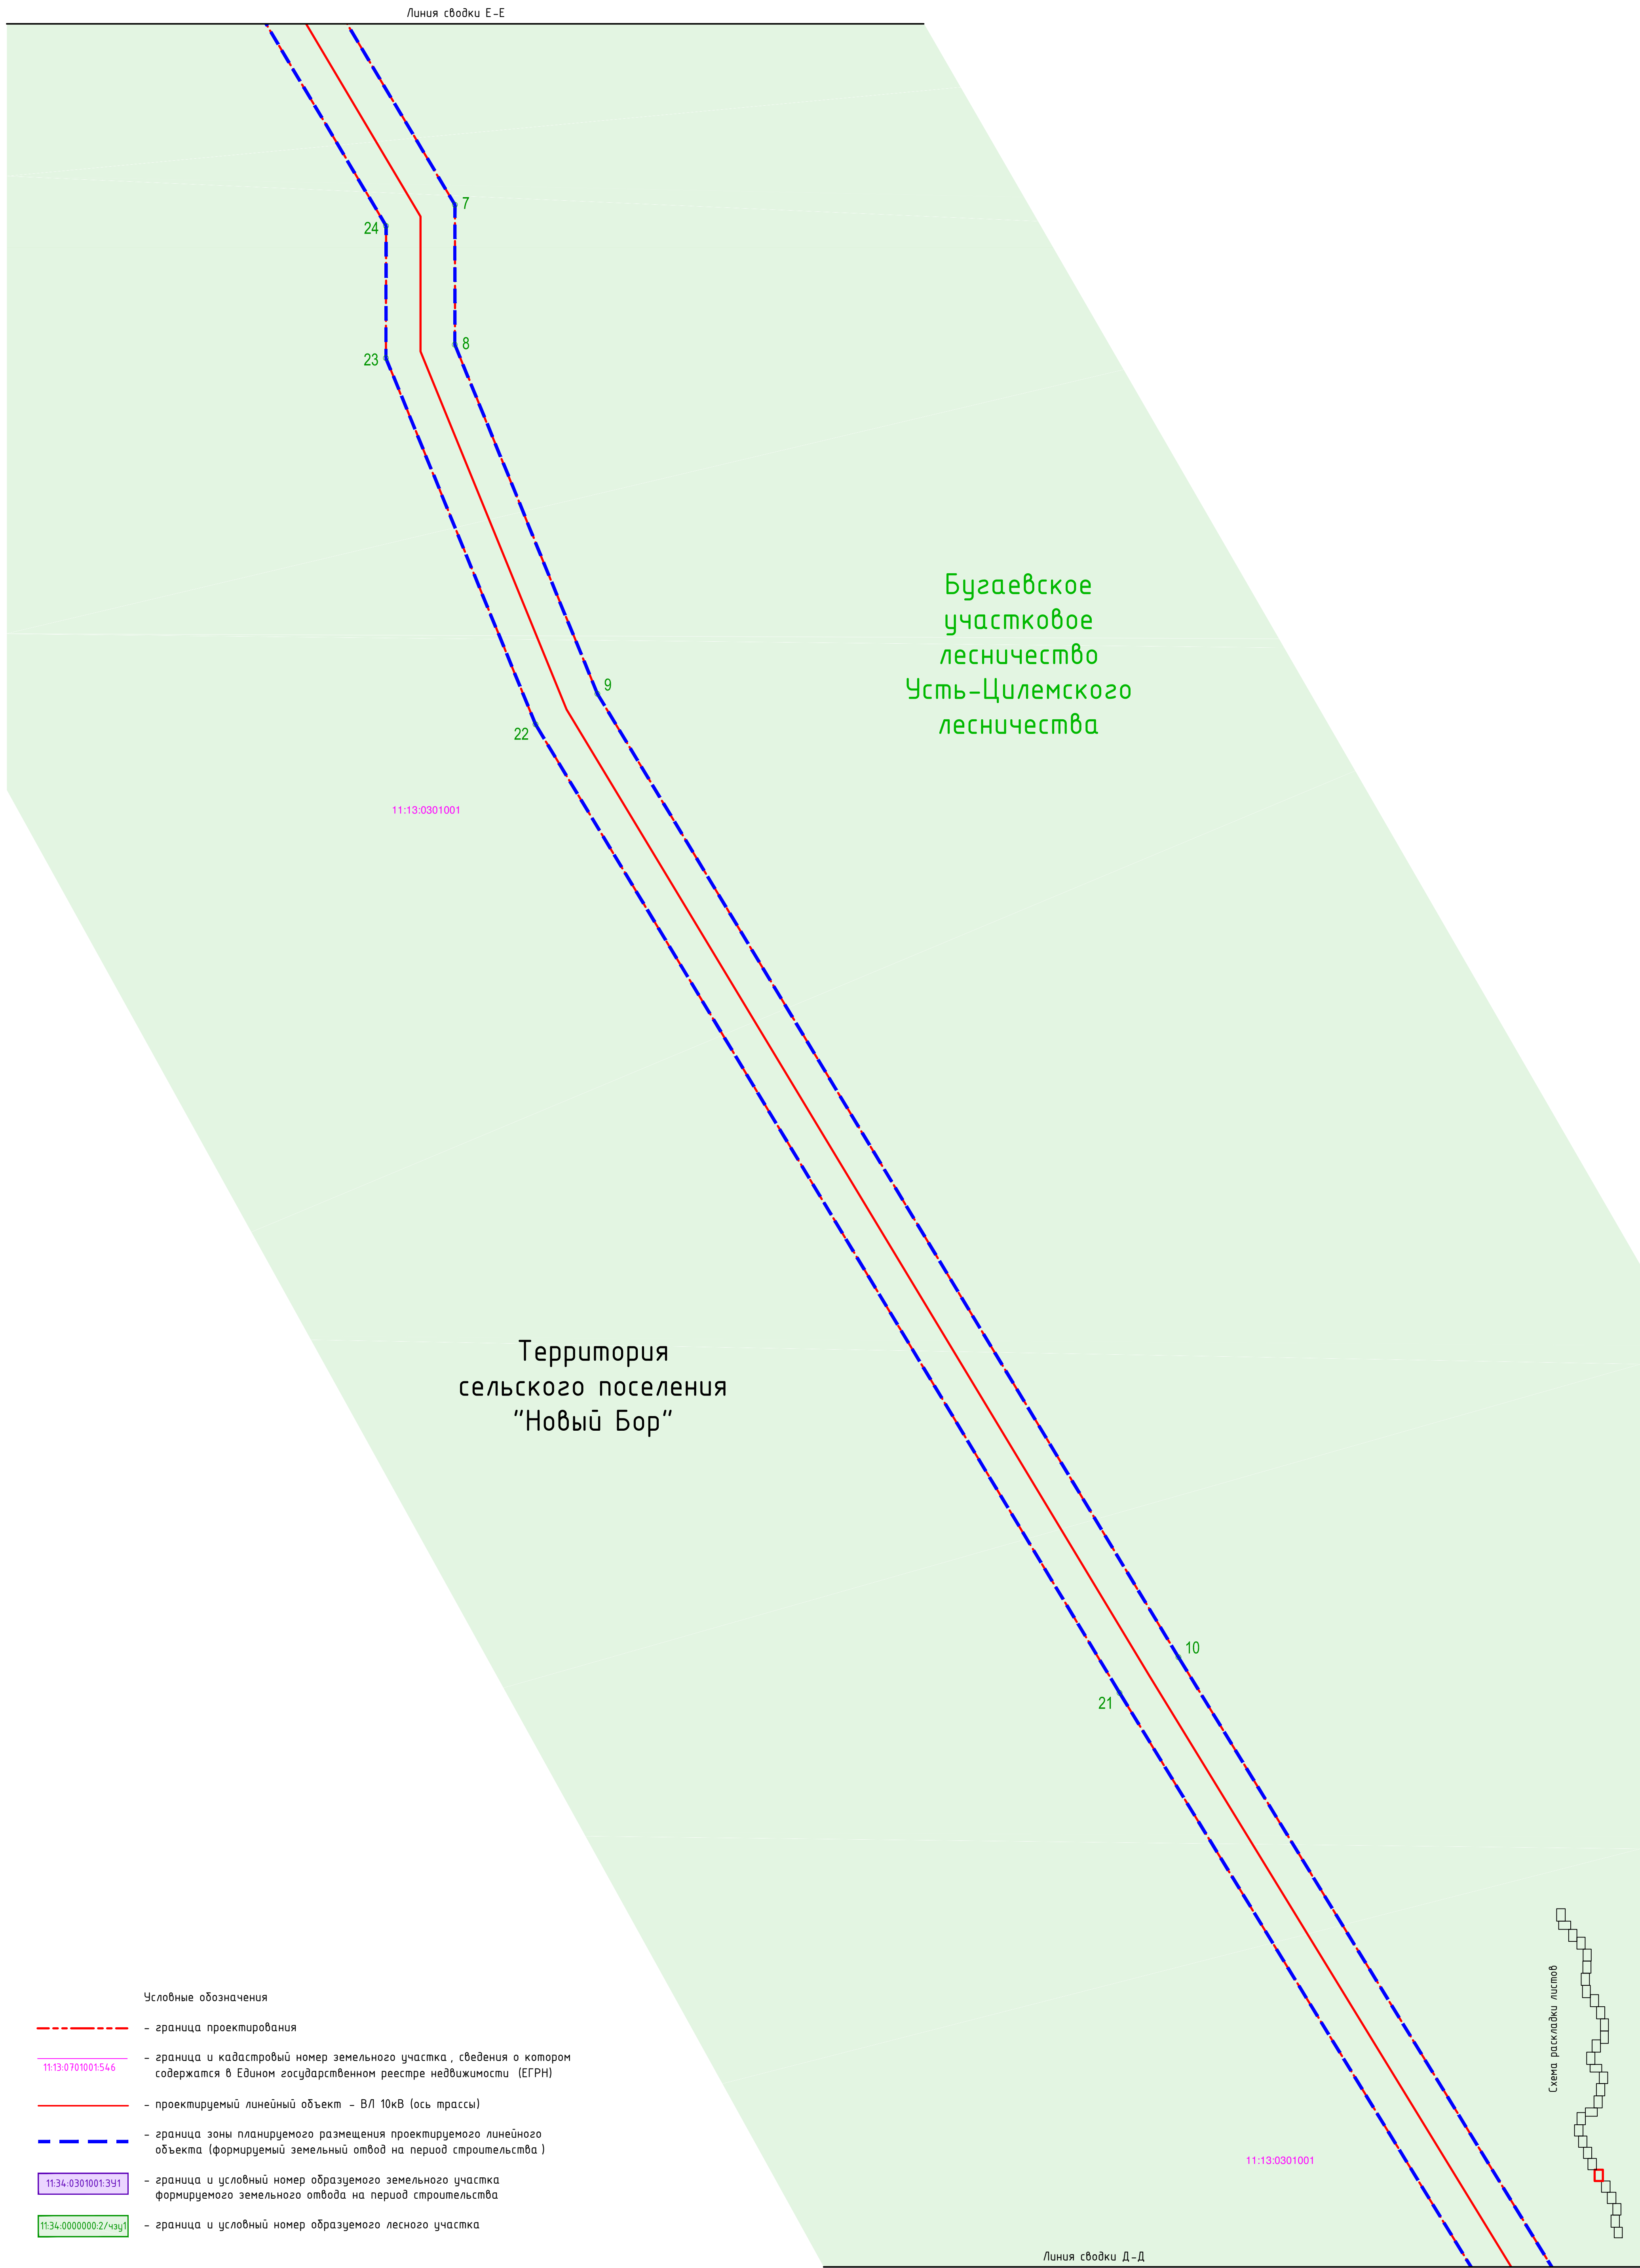 Линия сводки Е-Е
7
24
8
23
Бугаевское
участковое
лесничество
Усть-Цилемского
лесничества
9
22
11:13:0301001
Территория
сельского поселения
"Новый Бор"
10
21
Схема раскладки листов
Условные обозначения
- граница проектирования
11:13:0701001:546
- граница и кадастровый номер земельного участка, сведения о котором
содержатся в Едином государственном реестре недвижимости (ЕГРН)
- проектируемый линейный объект - ВЛ 10кВ (ось трассы)
- граница зоны планируемого размещения проектируемого линейного
объекта (формируемый земельный отвод на период строительства)
11:34:0301001:ЗУ1
- граница и условный номер образуемого земельного участка
формируемого земельного отвода на период строительства
11:34:0000000:2/чзу1
- граница и условный номер образуемого лесного участка
11:13:0301001
Линия сводки Д-Д